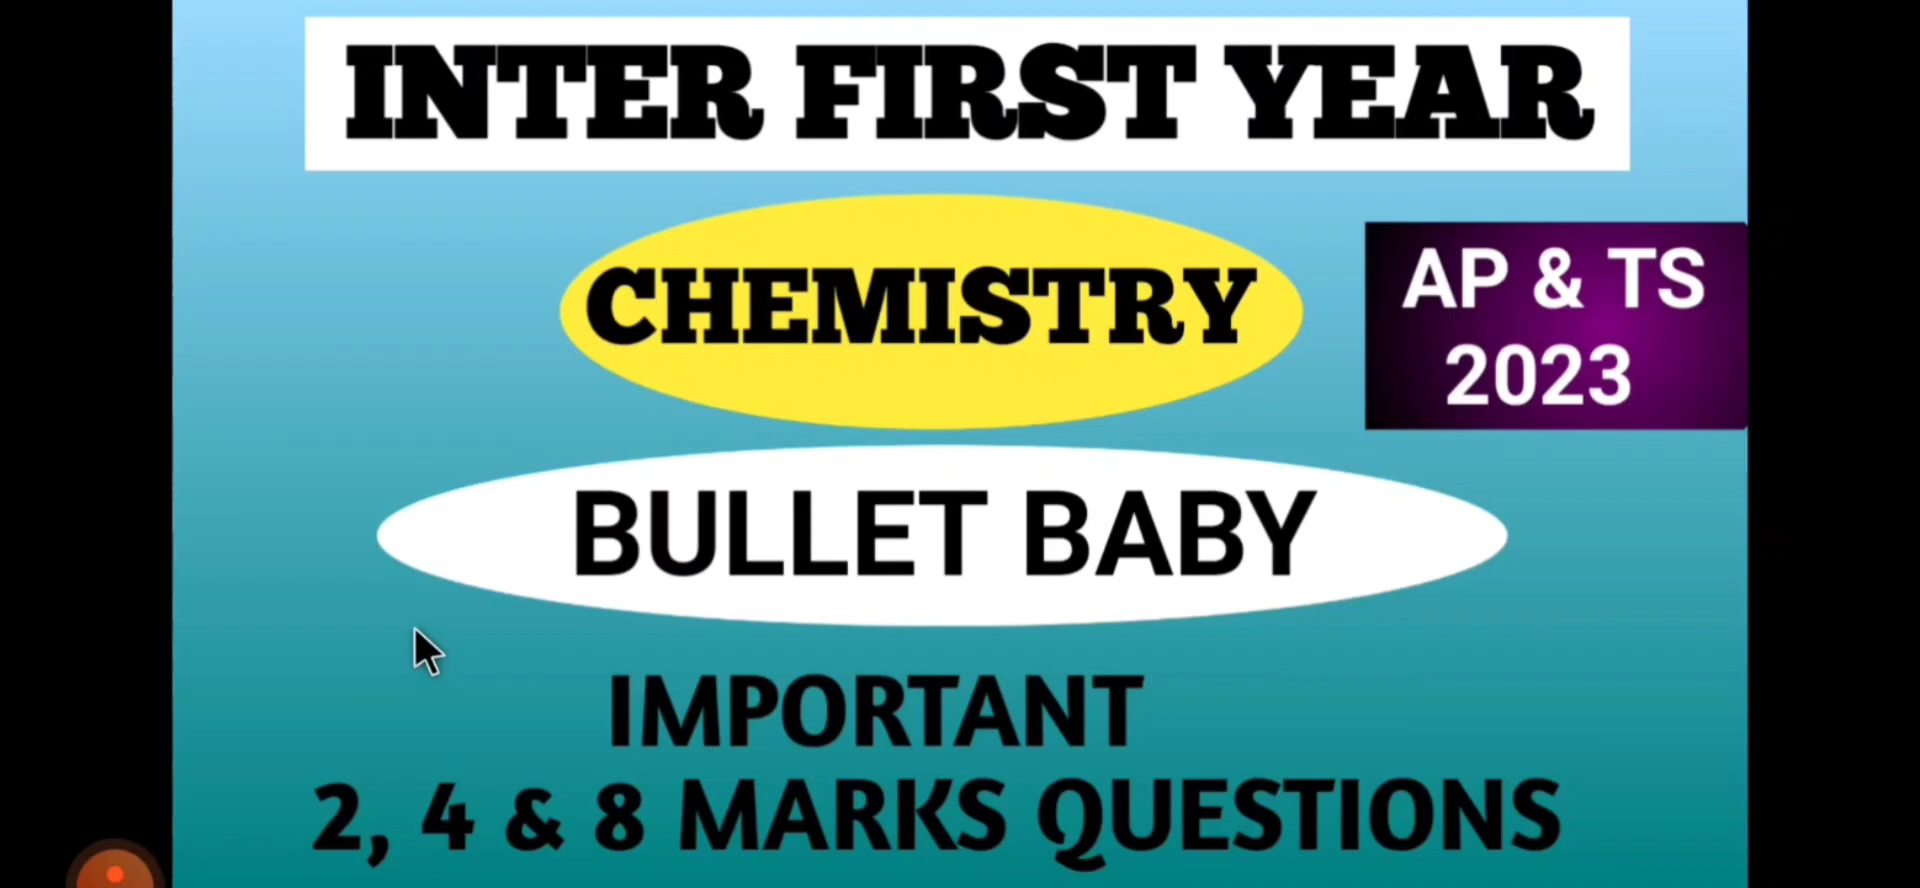 INTER FIRST YEAR
CHEMISTRY
AP & TS
2023
BULLET BABY
IMPORTANT
2, 4 & 8 MARKS QUESTIONS